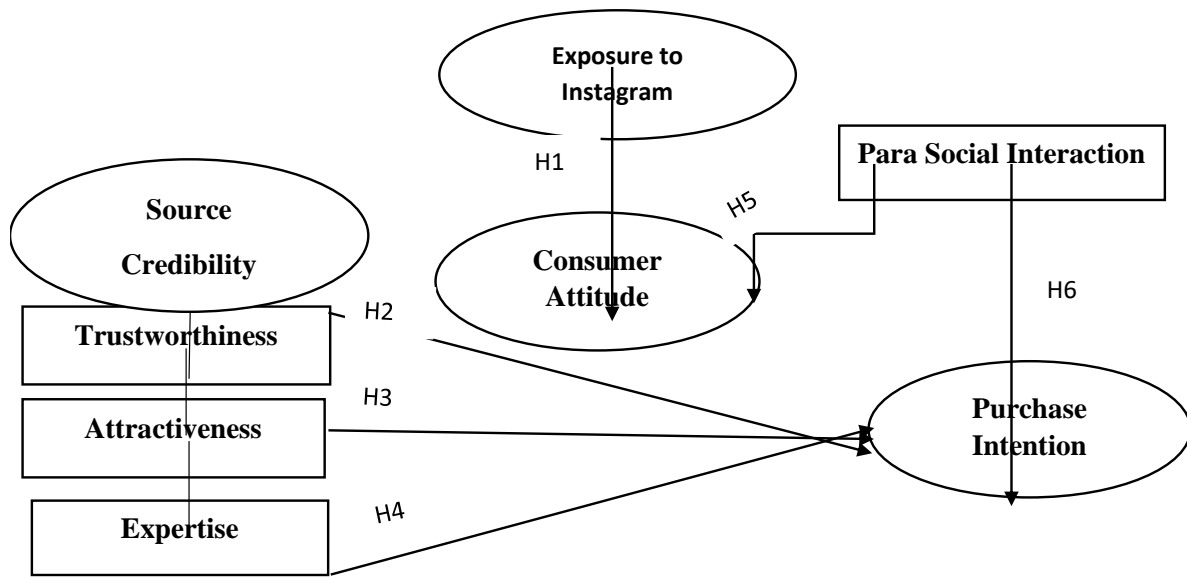 Exposure to
Instagram
H1
Para Social Interaction
Source
Credibility
H5
Consumer
Attitude
H6
Trustworthiness
H2
H3
Attractiveness
Purchase
Intention
H4
Expertise